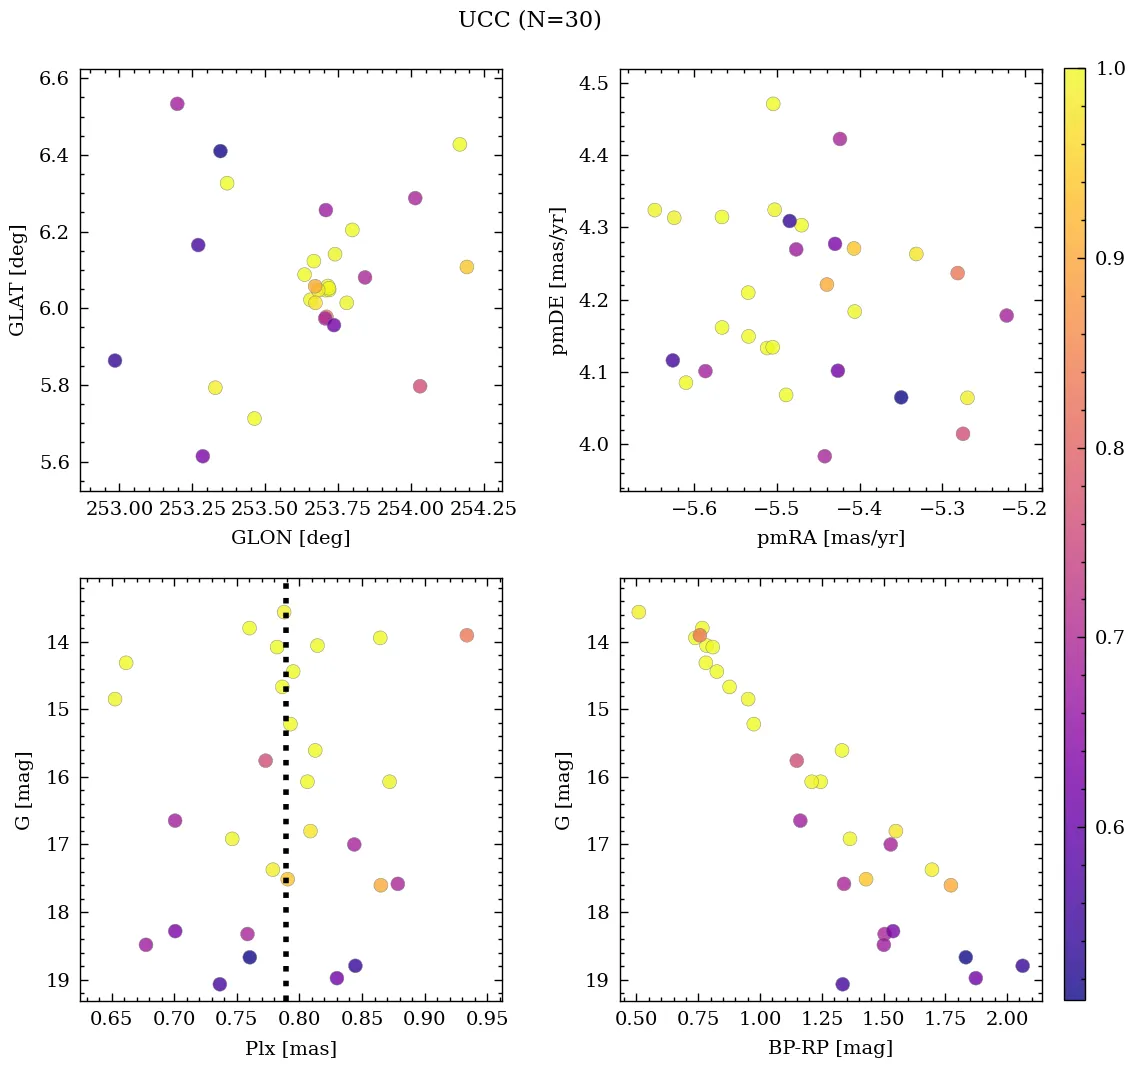 UCC (N=30)
6.6
6.4
6.2
6.0
5.8
5.6
GLAT [deg]
253.00 253.25 253.50 253.75 254.00 254.25
GLON [deg]
4.5
4.4
4.3
4.2
4.1
4.0
pmDE [mas/yr]
−5.6 −5.5 −5.4 −5.3 −5.2
pmRA [mas/yr]
1.0
0.9
0.8
0.7
0.6
14
15
16
17
18
19
G [mag]
0.65 0.70 0.75 0.80 0.85 0.90 0.95
Plx [mas]
14
15
16
17
18
19
G [mag]
0.50 0.75 1.00 1.25 1.50 1.75 2.00
BP-RP [mag]